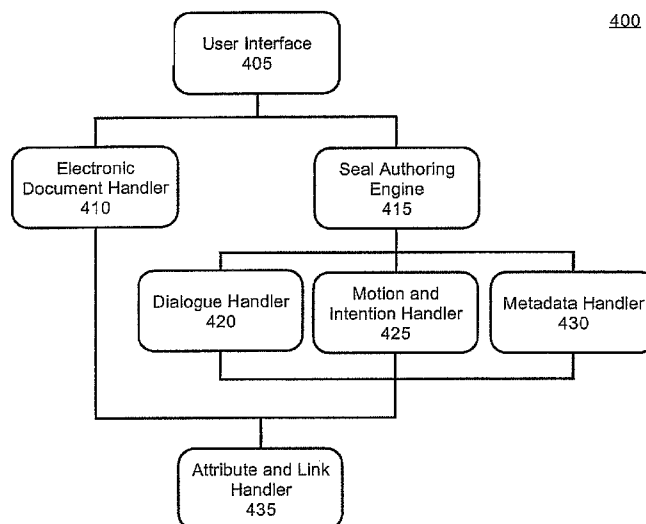 400
User Interface
405
Electronic
Document Handler
410
Seal Authoring
Engine
415
Dialogue Handler
420
Motion and
Intention Handler
425
Metadata Handler
430
Attribute and Link
Handler
435